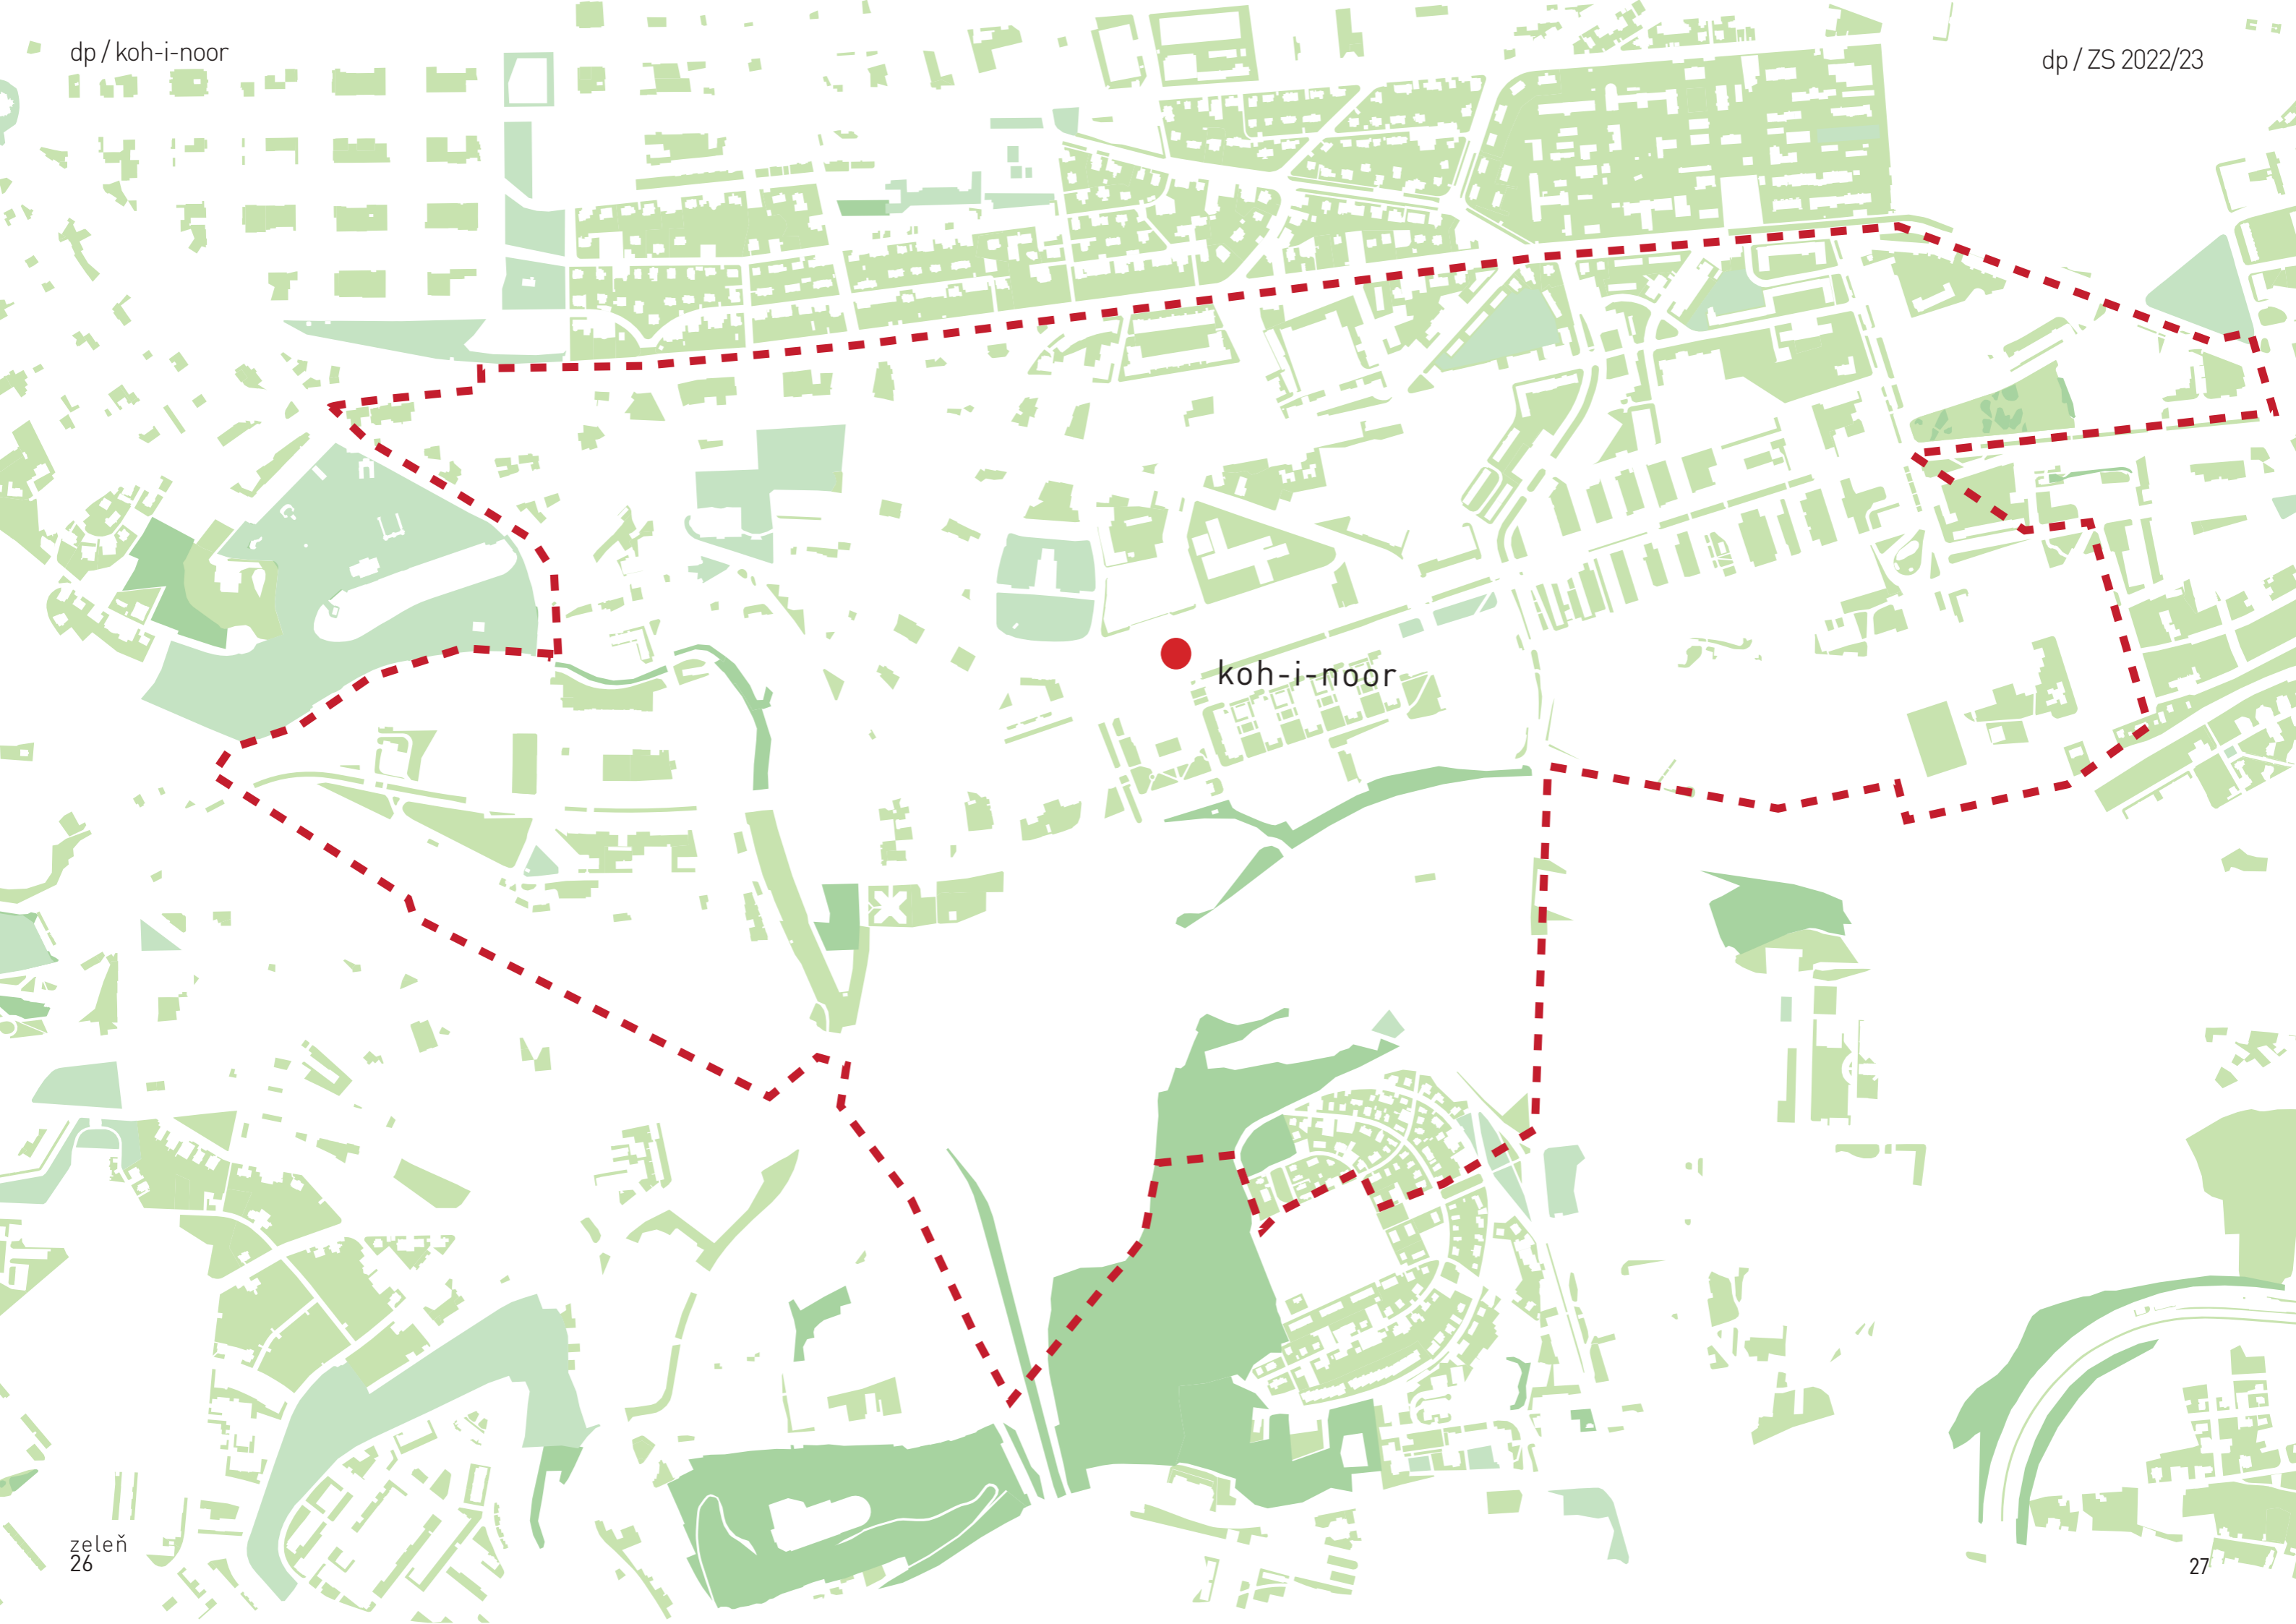 dp / koh-i-noor
dp / ZS 2022/23
koh-i-noor
zeleň
26
27